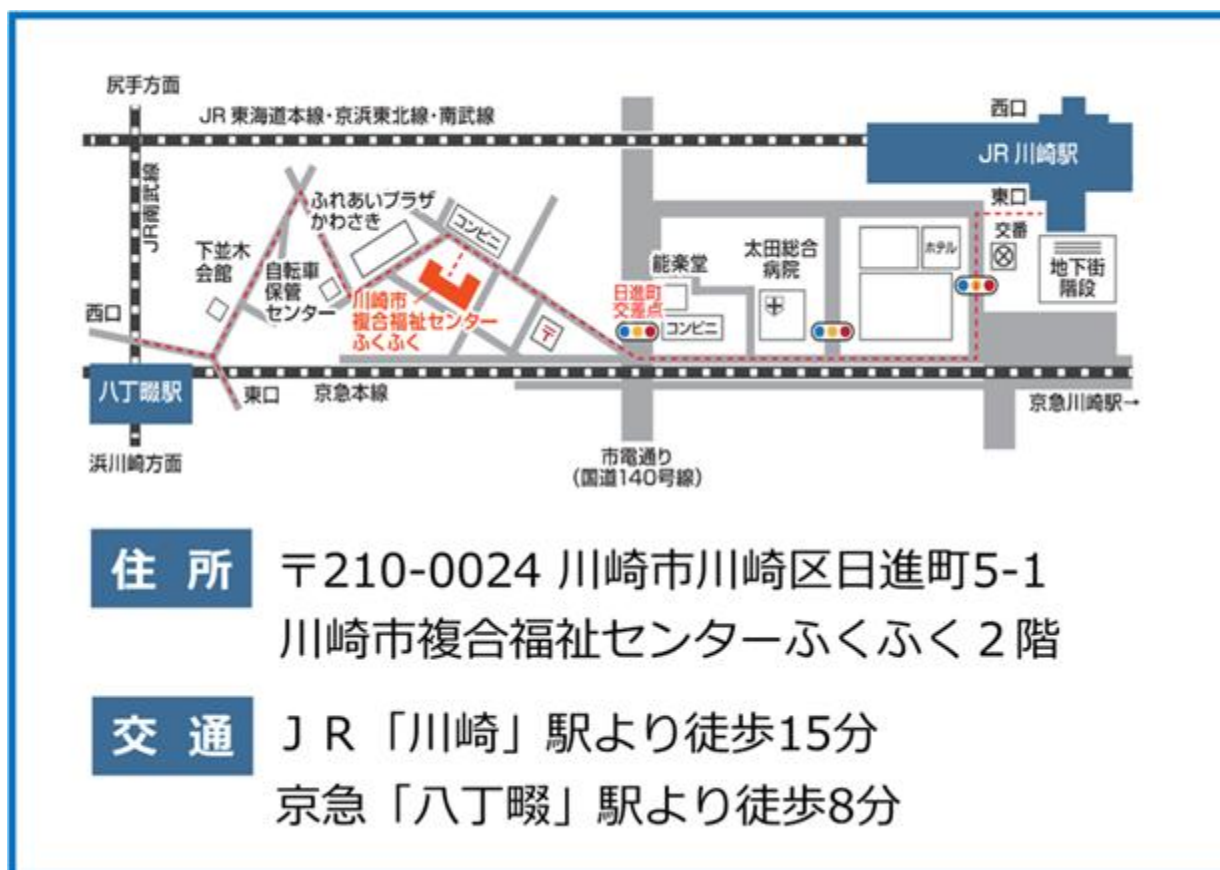 尻手方面
JR東海道本線・京浜東北線・南武線
西口
JR川崎駅
東口
JR南武線
ふれあいプラザ
かわさき
コンビニ
交番
ホテル
地下街
階段
下並木
会館
自転車
保管
センター
能楽堂
太田総合
病院
川崎市
複合福祉センター
ふくふく
日進町
交差点
コンビニ
〒
西口
八丁畷駅
東口
京急本線
京急川崎駅→
浜川崎方面
市電通り
(国道140号線)
住所
〒210-0024 川崎市川崎区日進町5-1
川崎市複合福祉センターふくふく２階
交通
ＪＲ「川崎」駅より徒歩15分
京急「八丁畷」駅より徒歩8分